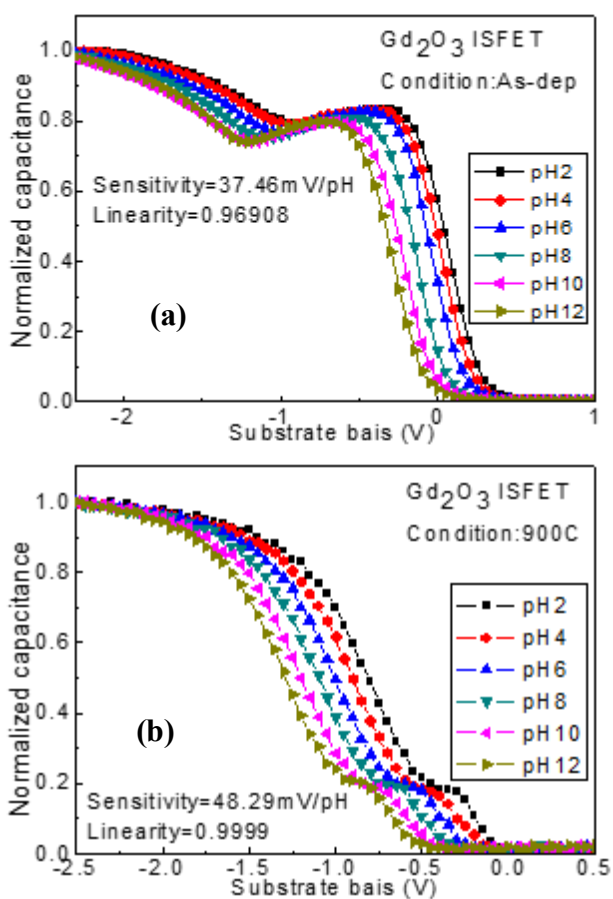 Gd₂O₃ ISFET
Condition:As-dep
Sensitivity=37.46mV/pH
Linearity=0.96908
pH2
pH4
pH6
pH8
pH10
pH12
(a)
Normalized capacitance
1.0
0.8
0.6
0.4
0.2
0.0
-2 -1 0 1
Substrate bais (V)
Gd₂O₃ ISFET
Condition:900C
pH2
pH4
pH6
pH8
pH10
pH12
(b)
Sensitivity=48.29mV/pH
Linearity=0.9999
Normalized capacitance
1.0
0.8
0.6
0.4
0.2
0.0
-2.5 -2.0 -1.5 -1.0 -0.5 0.0 0.5
Substrate bais (V)